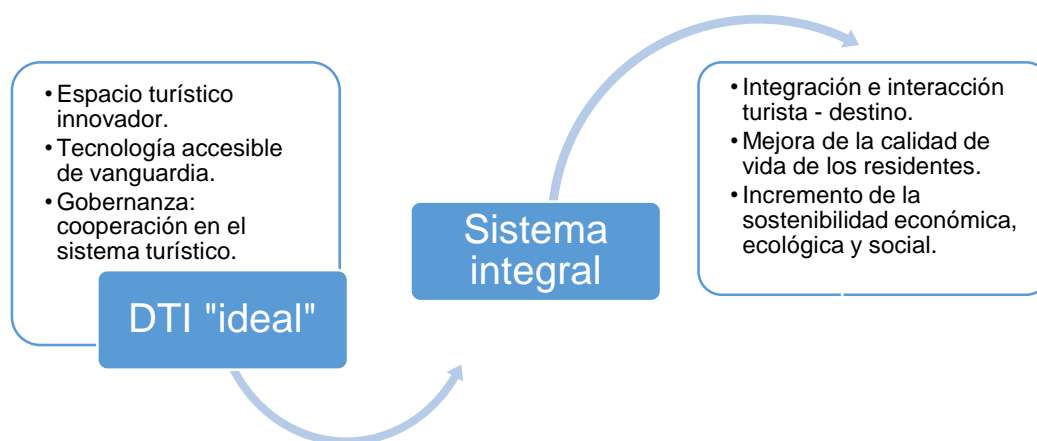 • Espacio turístico
innovador.
• Tecnología accesible
de vanguardia.
• Gobernanza:
cooperación en el
sistema turístico.
DTI "ideal"
Sistema
integral
• Integración e interacción
turista - destino.
• Mejora de la calidad de
vida de los residentes.
• Incremento de la
sostenibilidad económica,
ecológica y social.